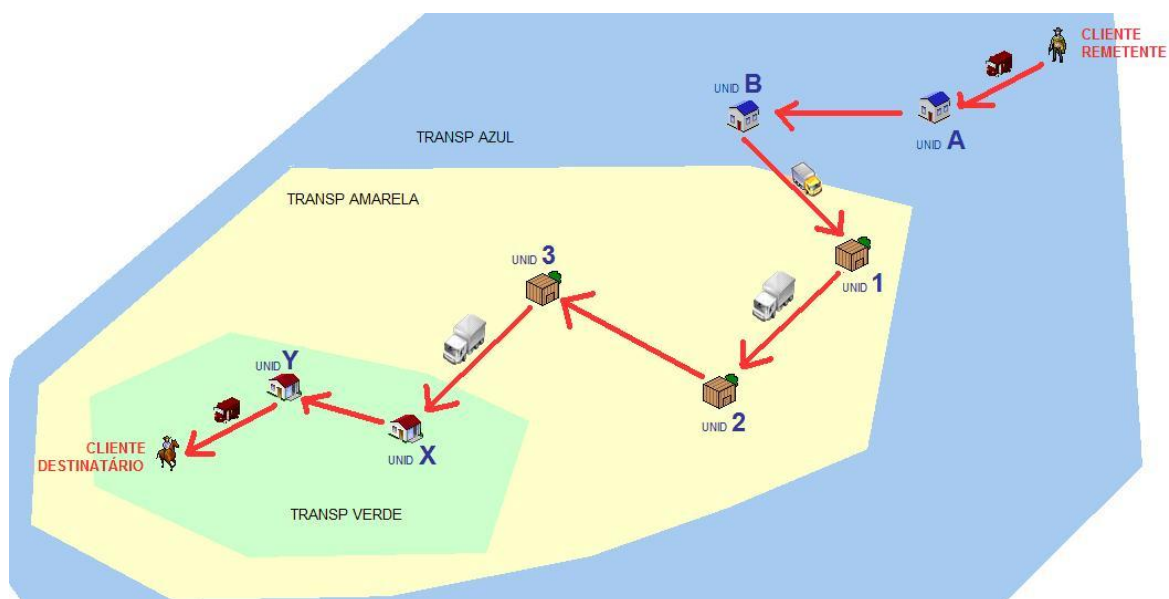 CLIENTE
REMETENTE
UNID B
UNID A
TRANSP AZUL
TRANSP AMARELA
UNID 3
UNID 1
UNID Y
UNID 2
CLIENTE
DESTINATÁRIO
UNID X
TRANSP VERDE